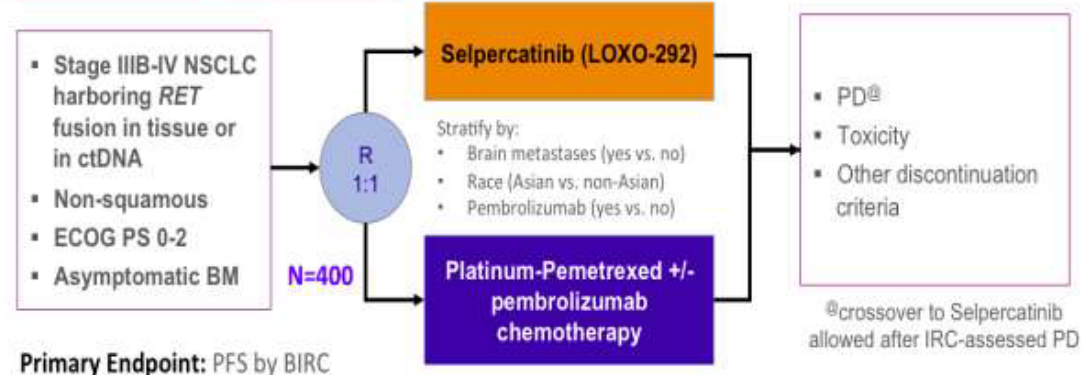 ▪ Stage IIIB-IV NSCLC
harboring RET
fusion in tissue or
in ctDNA
▪ Non-squamous
▪ ECOG PS 0-2
▪ Asymptomatic BM
R
1:1
N=400
Selpercatinib (LOXO-292)
Stratify by:
• Brain metastases (yes vs. no)
• Race (Asian vs. non-Asian)
• Pembrolizumab (yes vs. no)
Platinum-Pemetrexed +/-
pembrolizumab
chemotherapy
▪ PD@
▪ Toxicity
▪ Other discontinuation
criteria
@crossover to Selpercatinib
allowed after IRC-assessed PD
Primary Endpoint: PFS by BIRC